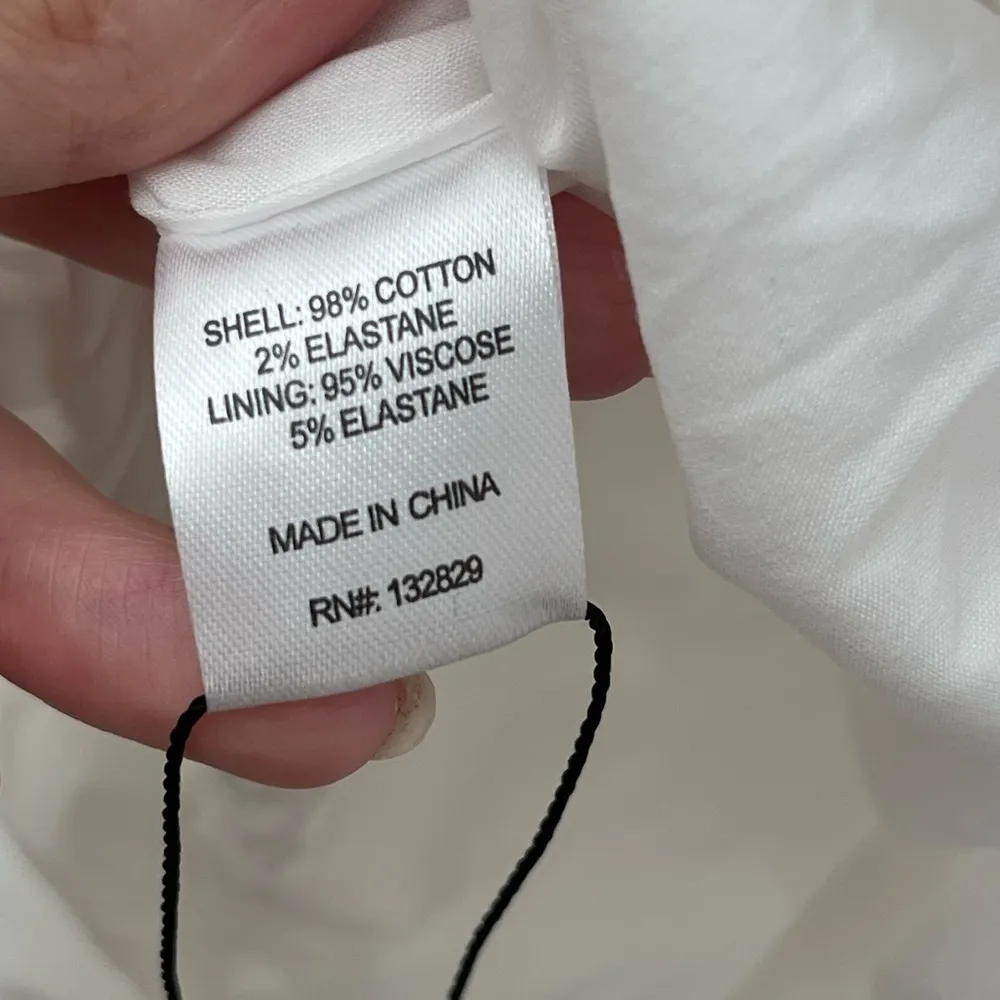 SHELL: 98% COTTON
2% ELASTANE
LINING: 95% VISCOSE
5% ELASTANE
MADE IN CHINA
RN#: 132829